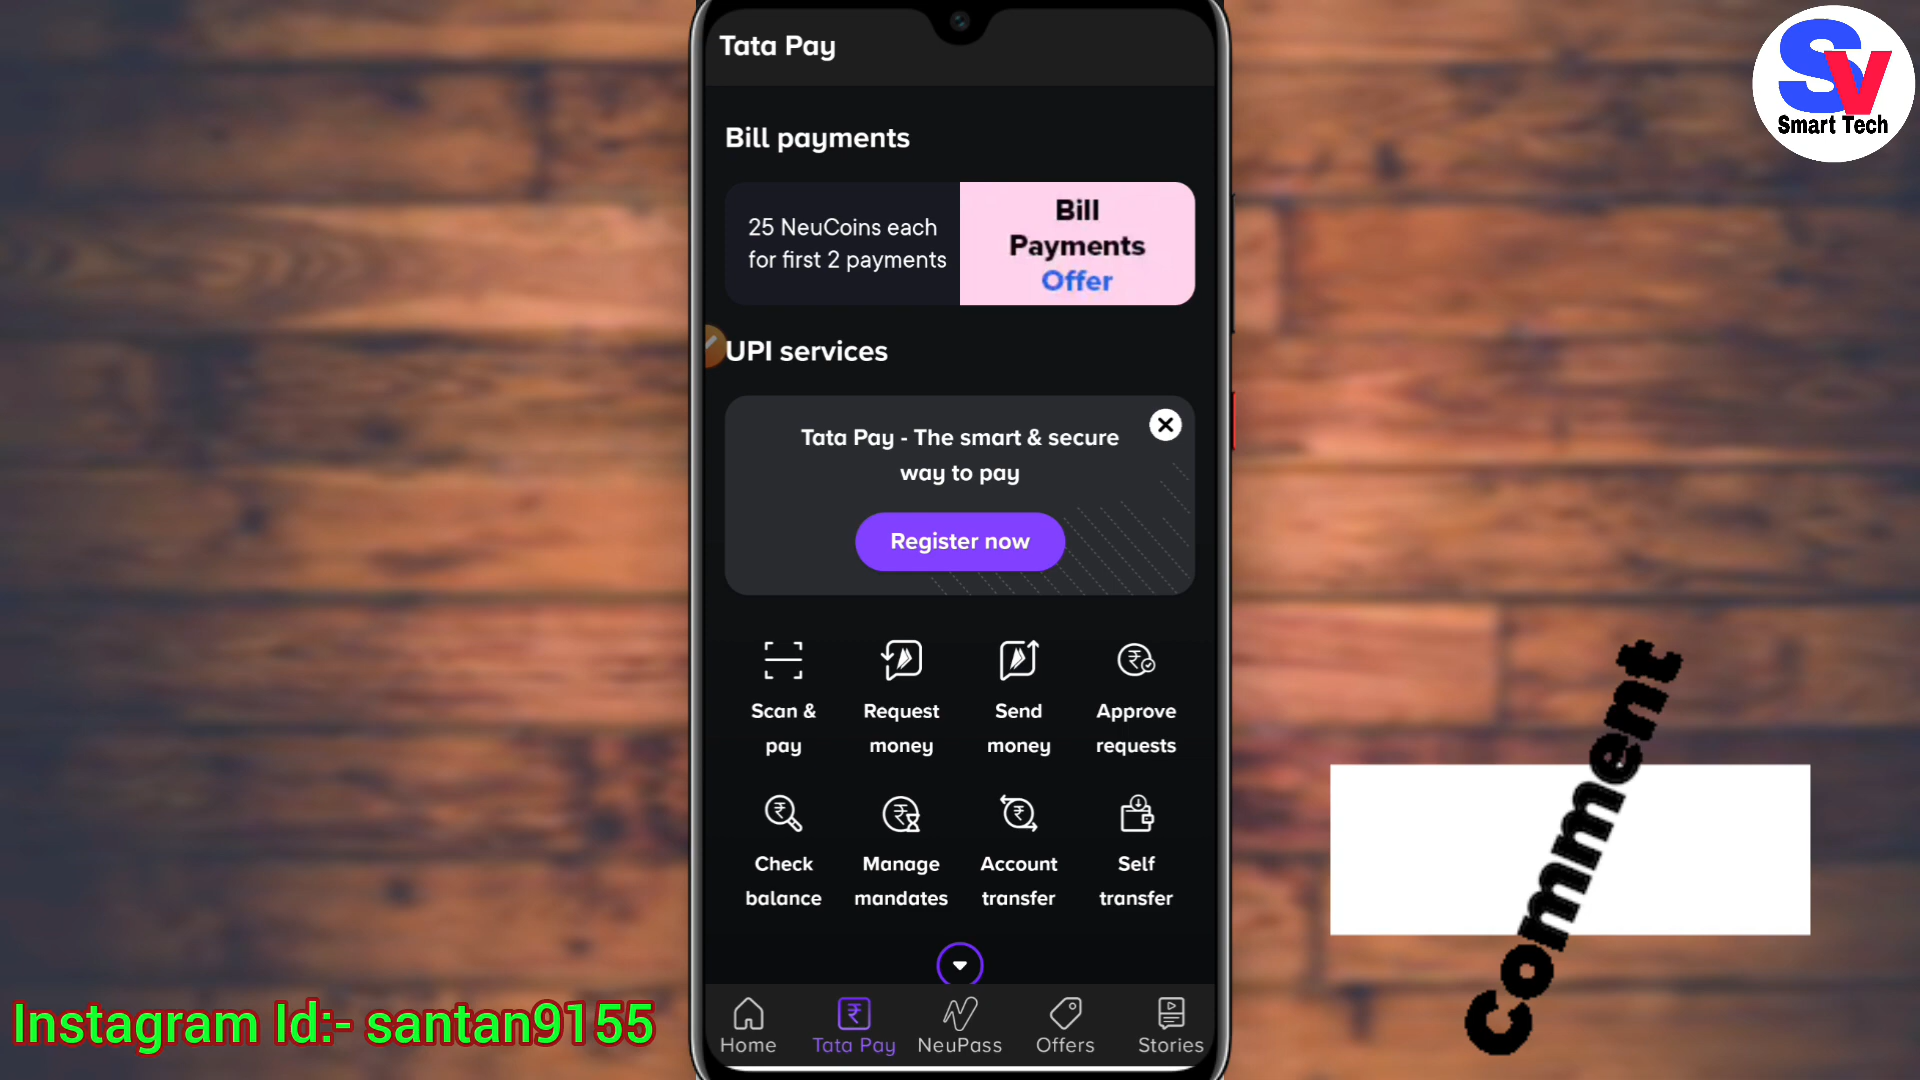 Tata Pay
Bill payments
25 NeuCoins each
for first 2 payments
Bill
Payments
Offer
UPI services
Tata Pay - The smart & secure
way to pay
Register now
Scan &
pay
Request
money
Send
money
Approve
requests
Check
balance
Manage
mandates
Account
transfer
Self
transfer
Home
Tata Pay
NeuPass
Offers
Stories
SV
Smart Tech
Comment
Instagram Id:- santan9155